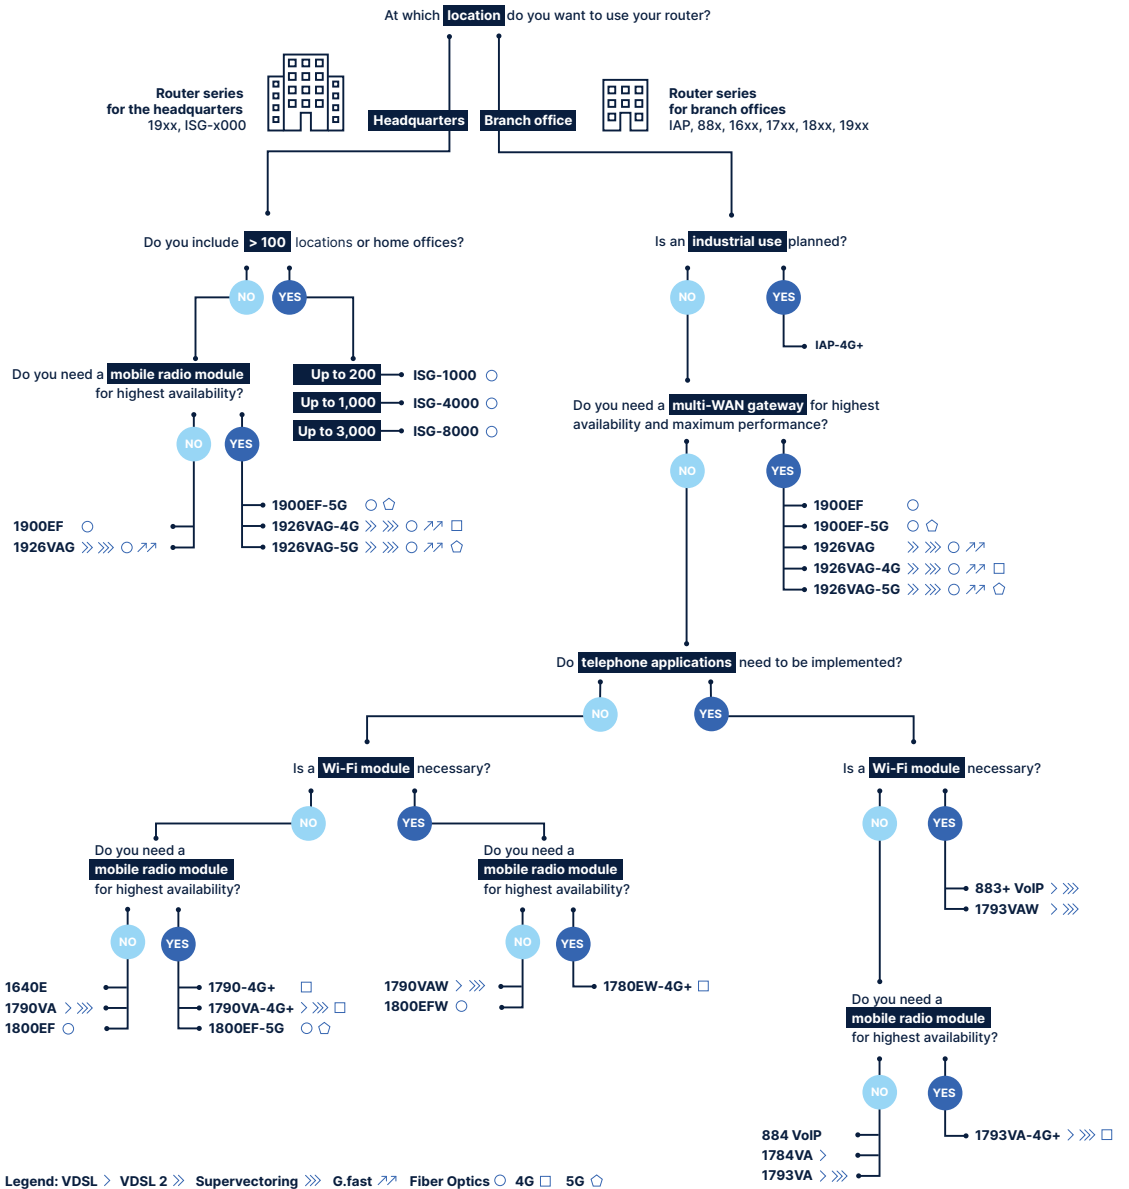 At which location do you want to use your router?
Router series
for the headquarters
19xx, ISG-x000
Headquarters
Branch office
Router series
for branch offices
IAP, 88x, 16xx, 17xx, 18xx, 19xx
Do you include > 100 locations or home offices?
NO
YES
Is an industrial use planned?
NO
YES
IAP-4G+
Do you need a mobile radio module
for highest availability?
NO
YES
Up to 200
ISG-1000
Up to 1,000
ISG-4000
Up to 3,000
ISG-8000
1900EF
1926VAG
1900EF-5G
1926VAG-4G
1926VAG-5G
Do you need a multi-WAN gateway for highest
availability and maximum performance?
NO
YES
1900EF
1900EF-5G
1926VAG
1926VAG-4G
1926VAG-5G
Do telephone applications need to be implemented?
NO
YES
Is a Wi-Fi module necessary?
NO
YES
Do you need a
mobile radio module
for highest availability?
NO
YES
1640E
1790VA
1800EF
1790-4G+
1790VA-4G+
1800EF-5G
Do you need a
mobile radio module
for highest availability?
NO
YES
1790VAW
1800EFW
1780EW-4G+
Is a Wi-Fi module necessary?
NO
YES
883+ VoIP
1793VAW
Do you need a
mobile radio module
for highest availability?
NO
YES
884 VoIP
1784VA
1793VA
1793VA-4G+
Legend: VDSL VDSL 2 Supervectoring G.fast Fiber Optics 4G 5G